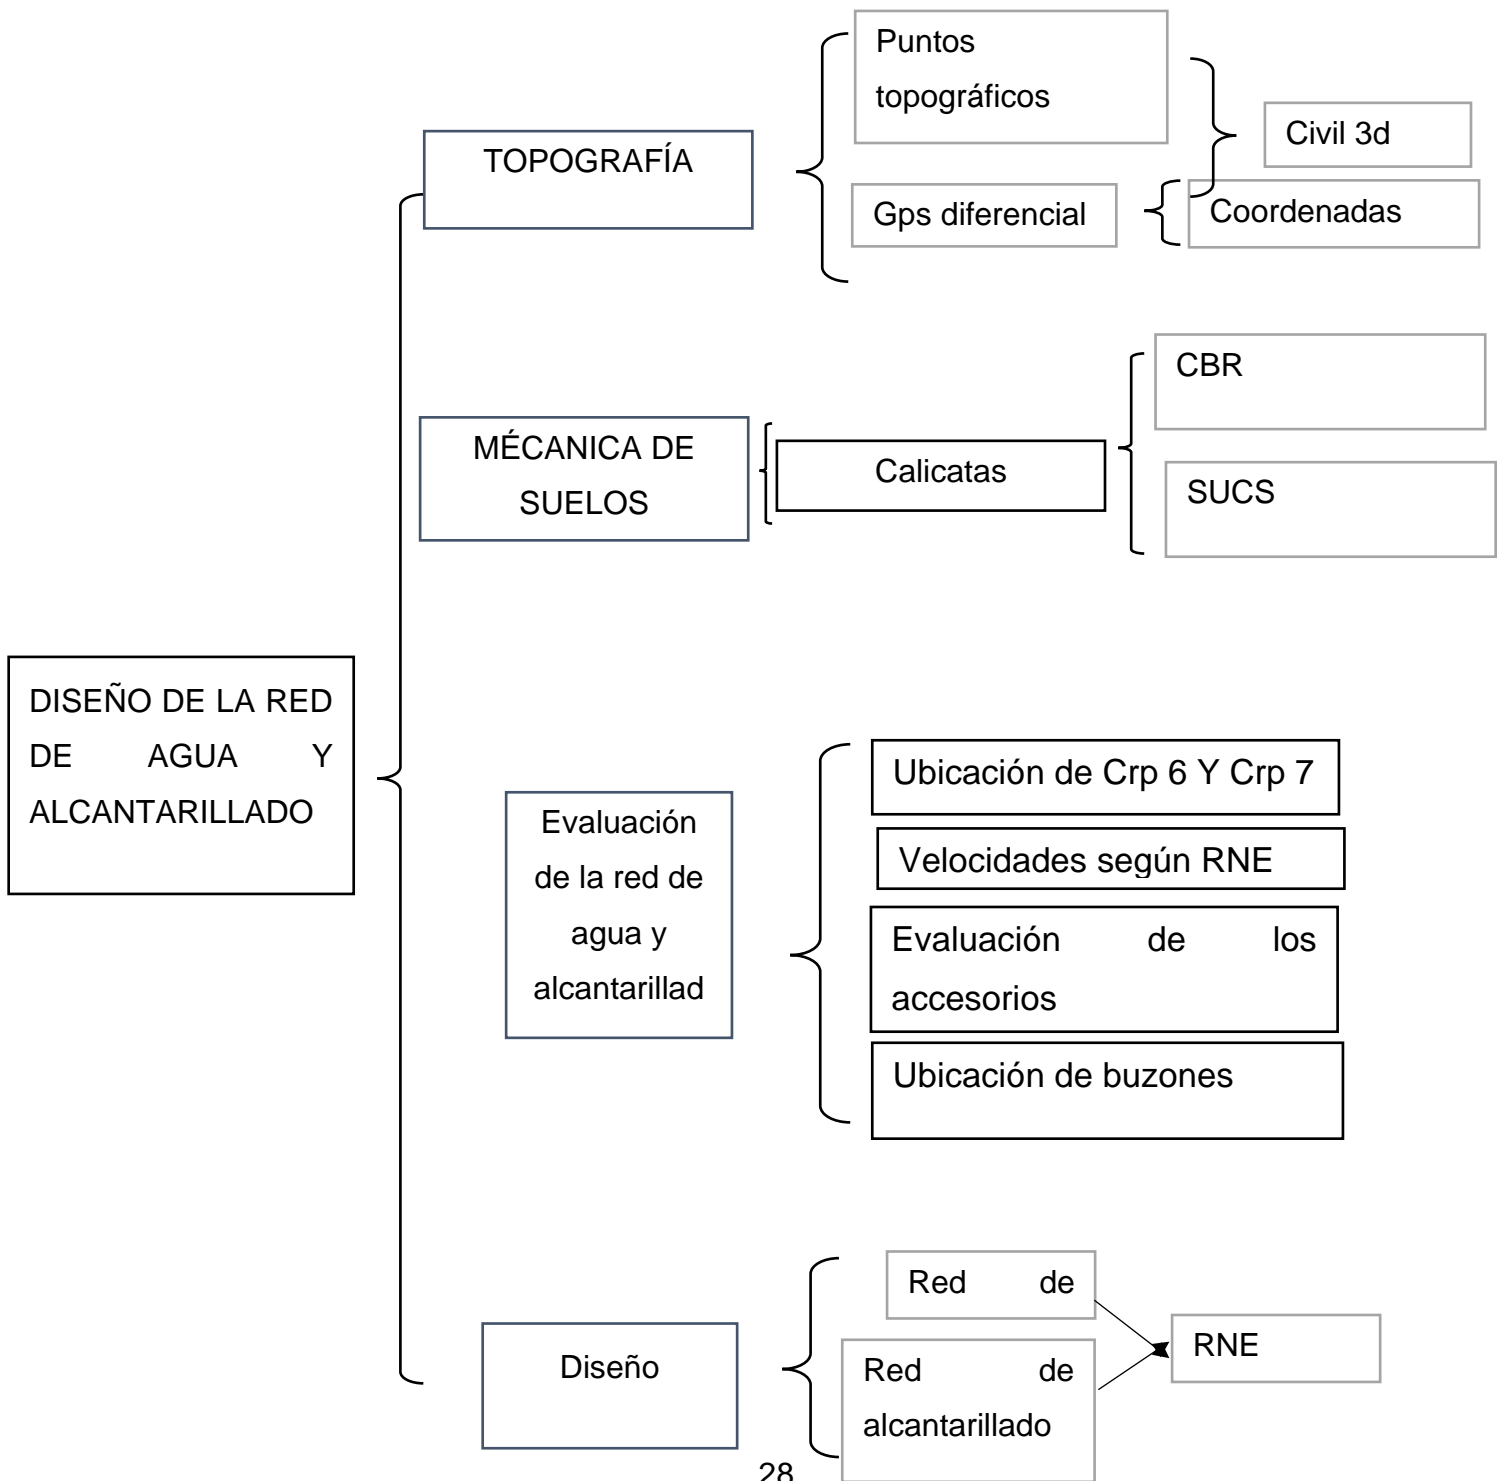 Puntos
topográficos
Civil 3d
TOPOGRAFÍA
Gps diferencial
Coordenadas
CBR
MÉCANICA DE
SUELOS
Calicatas
SUCS
DISEÑO DE LA RED
DE AGUA Y
ALCANTARILLADO
Ubicación de Crp 6 Y Crp 7
Evaluación
de la red de
agua y
alcantarillad
Velocidades según RNE
Evaluación de los
accesorios
Ubicación de buzones
Red de
Diseño
Red de
alcantarillado
RNE
28